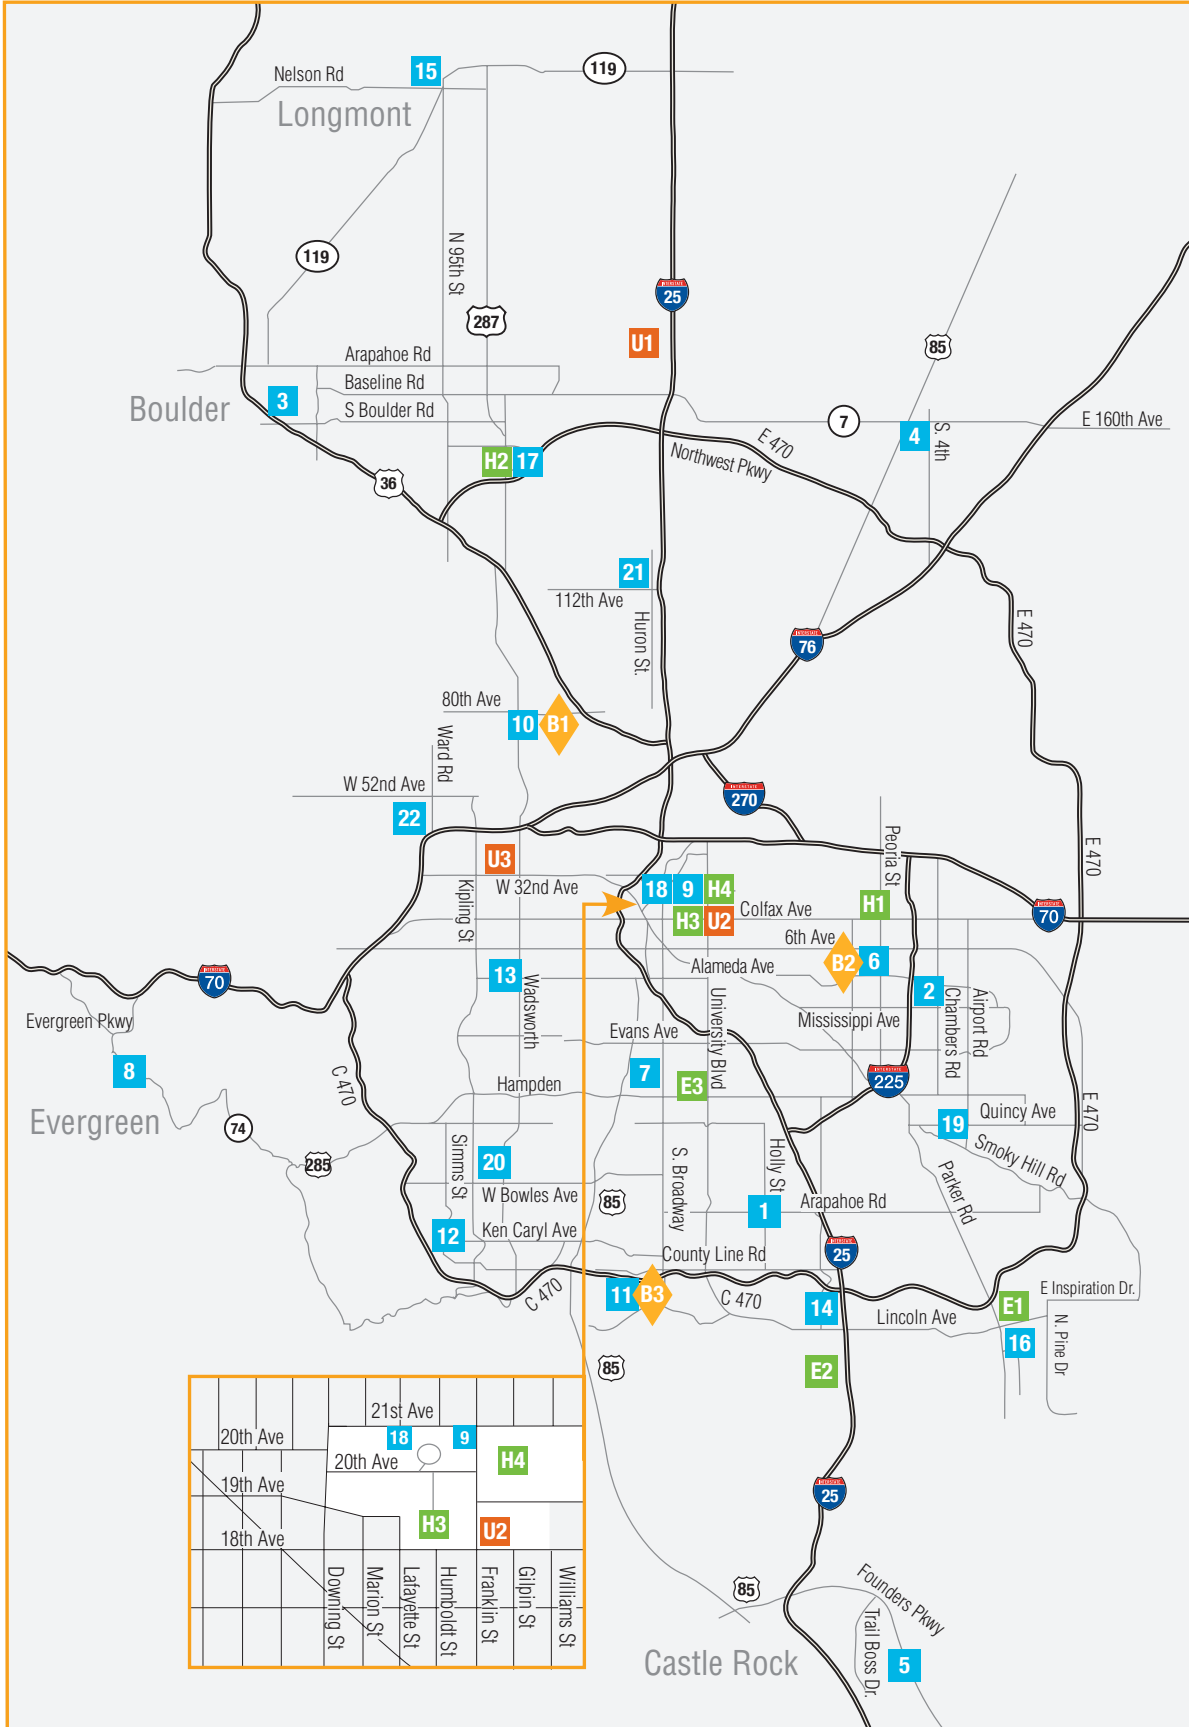 Nelson Rd
15
119
Longmont
119
N 95th St
INTERSTATE
25
287
U1
85
Arapahoe Rd
Baseline Rd
3
S Boulder Rd
Boulder
7
E 160th Ave
4
S. 4th
E 470
Northwest Pkwy
H2
17
36
21
112th Ave
Huron St.
E 470
INTERSTATE
76
80th Ave
10
B1
Ward Rd
W 52nd Ave
INTERSTATE
270
22
Peoria St
E 470
U3
W 32nd Ave
Kipling St
18
9
H4
H3
U2
Colfax Ave
H1
INTERSTATE
70
6th Ave
B2
6
Alameda Ave
INTERSTATE
70
13
Wadsworth
2
University Blvd
Chambers Rd
Airport Rd
Mississippi Ave
Evergreen Pkwy
Evans Ave
8
7
E3
INTERSTATE
225
C 470
Hampden
E 470
Evergreen
74
Quincy Ave
19
285
Simms St
20
S. Broadway
Holly St
Smoky Hill Rd
Parker Rd
W Bowles Ave
85
Arapahoe Rd
1
12
Ken Caryl Ave
County Line Rd
INTERSTATE
25
C 470
11
B3
C 470
14
Lincoln Ave
E Inspiration Dr.
E1
16
N. Pine Dr
85
E2
21st Ave
18
9
20th Ave
20th Ave
H4
19th Ave
H3
U2
18th Ave
Downing St
Marion St
Lafayette St
Humboldt St
Franklin St
Gilpin St
Williams St
INTERSTATE
25
85
Founders Pkwy
Trail Boss Dr.
Castle Rock
5